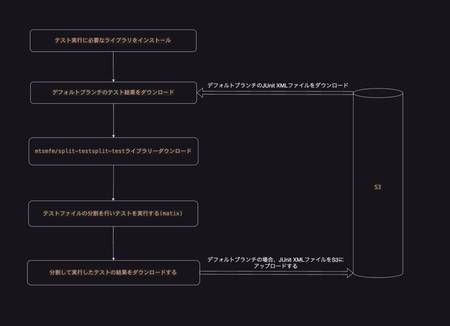 テスト実行に必要なライブラリをインストール
デフォルトブランチのJUnit XMLファイルをダウンロード
デフォルトブランチのテスト結果をダウンロード
mtsmfm/split-testsplit-testライブラリーダウンロード
S3
テストファイルの分割を行いテストを実行する(matix)
デフォルトブランチの場合、JUnit XMLファイルをS3に
アップロードする
分割して実行したテストの結果をダウンロードする